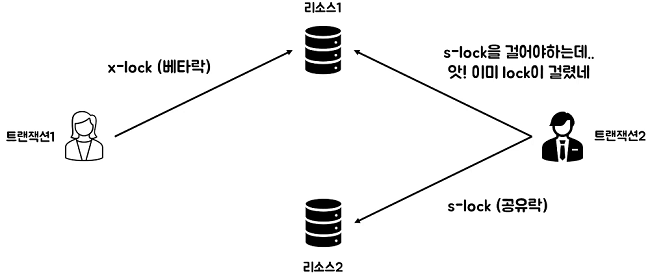 리소스1
x-lock (베타락)
s-lock을 걸어야하는데..
앗! 이미 lock이 걸렸네
트랜잭션1
트랜잭션2
s-lock (공유락)
리소스2